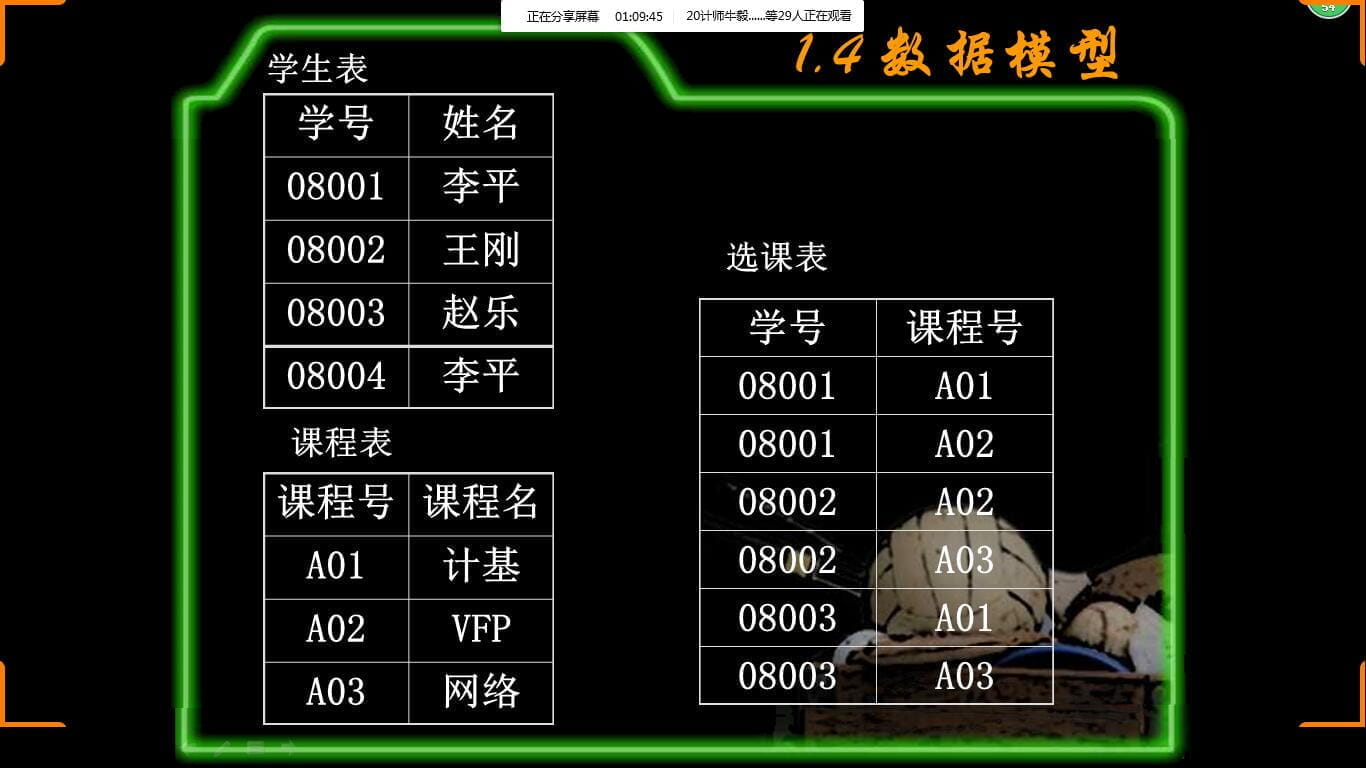 正在分享屏幕 01:09:45 20计师牛毅......等29人正在观看
54
1.4 数据模型
学生表
学号 姓名
08001 李平
08002 王刚
08003 赵乐
08004 李平
课程表
课程号 课程名
A01 计基
A02 VFP
A03 网络
选课表
学号 课程号
08001 A01
08001 A02
08002 A02
08002 A03
08003 A01
08003 A03